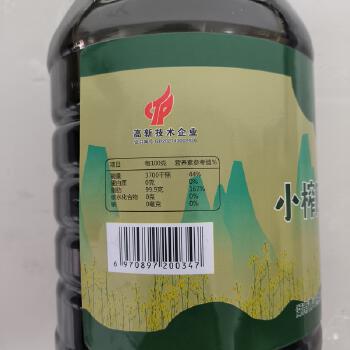 高新技术企业
项目 每100克 营养素参考值%
能量 3700千焦 44%
蛋白质 0克 0%
脂肪 99.9克 167%
碳水化合物 0克 0%
钠 0毫克 0%
6 970897 200347
小榨